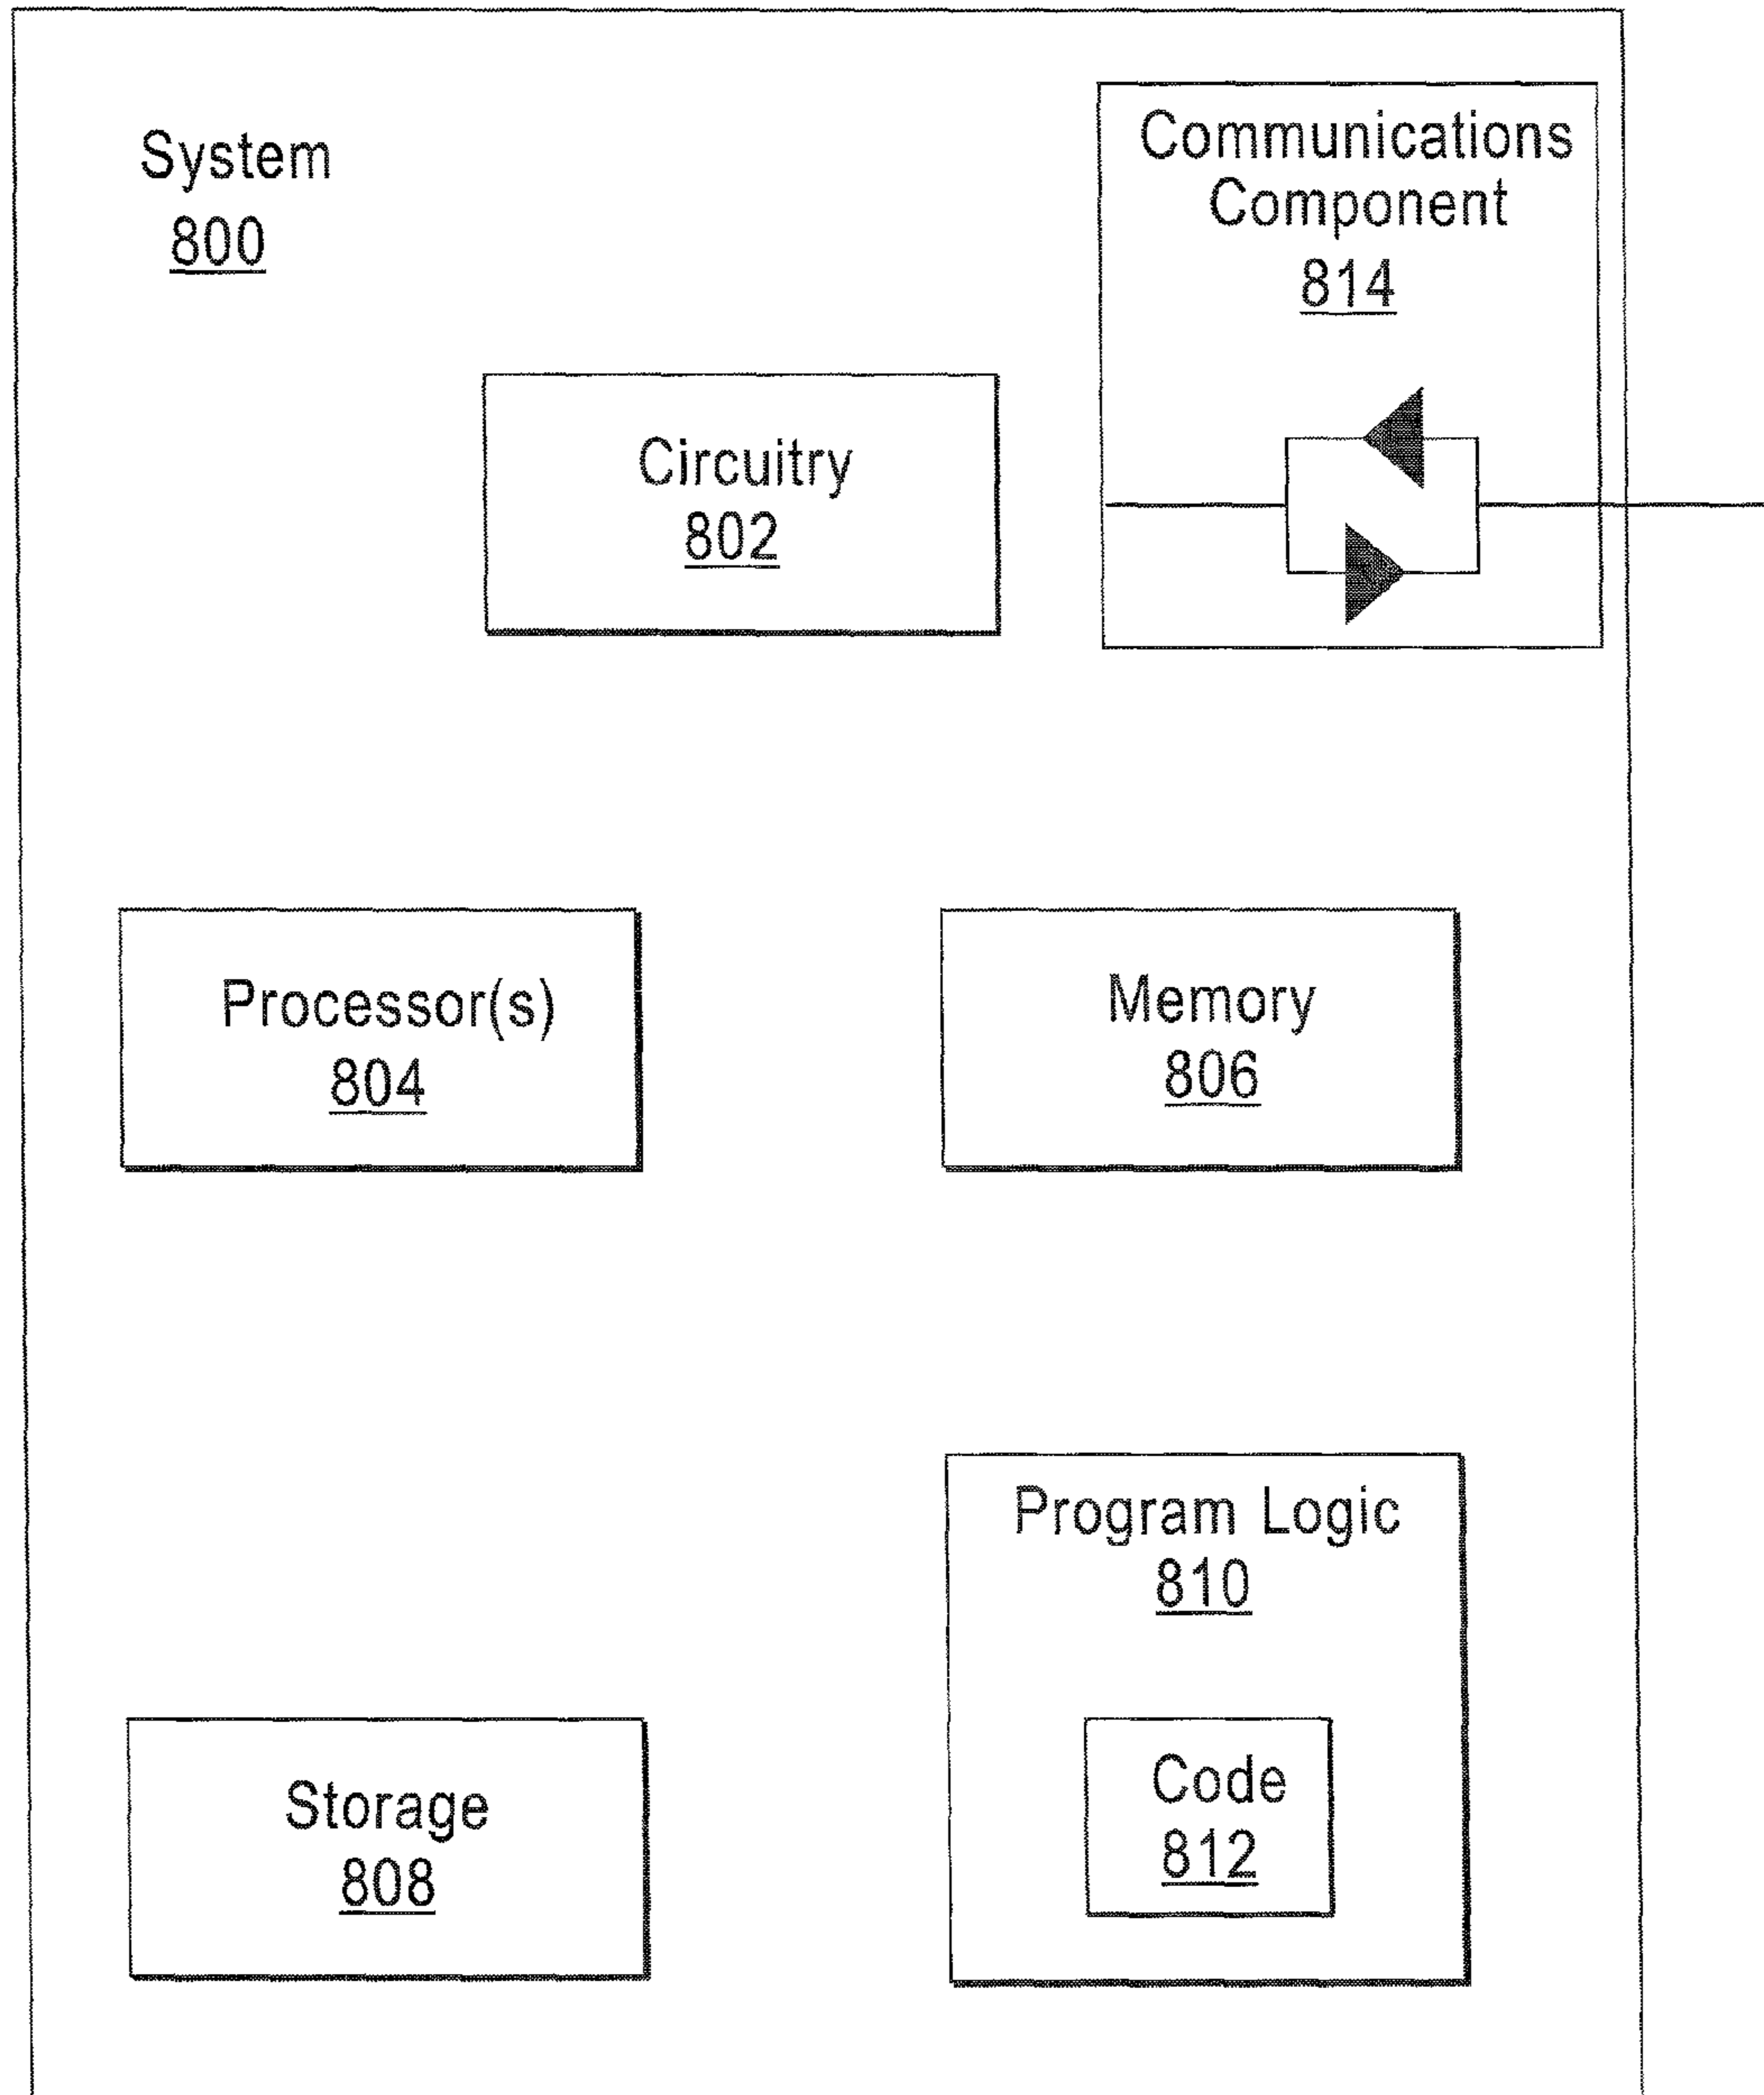 System
800
Communications
Component
814
Circuitry
802
Processor(s)
804
Memory
806
Program Logic
810
Code
812
Storage
808